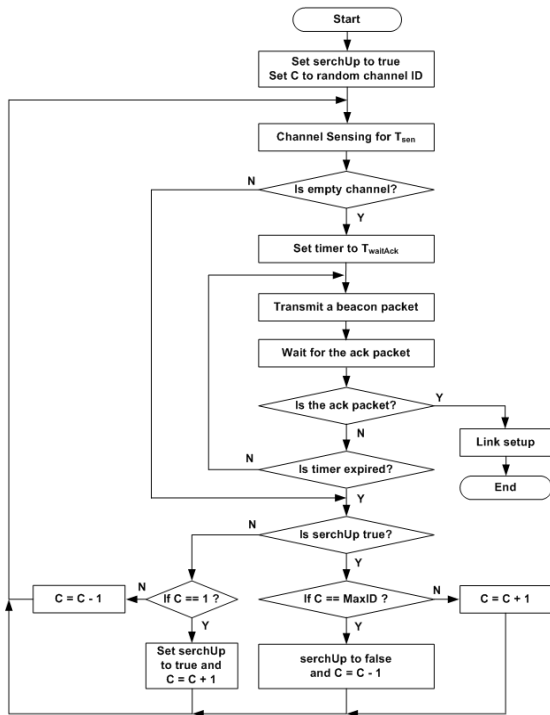 Start
Set serchUp to true
Set C to random channel ID
Channel Sensing for Tsen
Is empty channel?
N
Y
Set timer to TwaitAck
Transmit a beacon packet
Wait for the ack packet
Is the ack packet?
Y
N
Link setup
End
Is timer expired?
N
Y
Is serchUp true?
N
Y
If C == 1 ?
N
Y
C = C - 1
Set serchUp
to true and
C = C + 1
If C == MaxID ?
N
Y
C = C + 1
serchUp to false
and C = C - 1